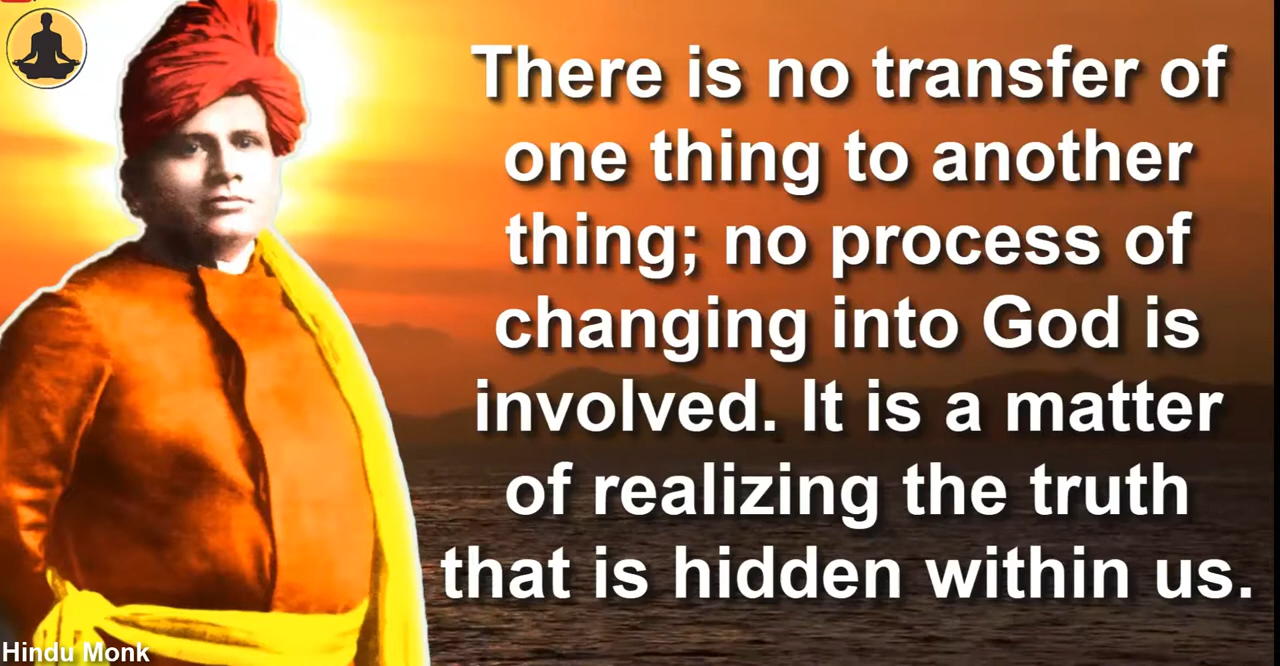 There is no transfer of
one thing to another
thing; no process of
changing into God is
involved. It is a matter
of realizing the truth
that is hidden within us.
Hindu Monk